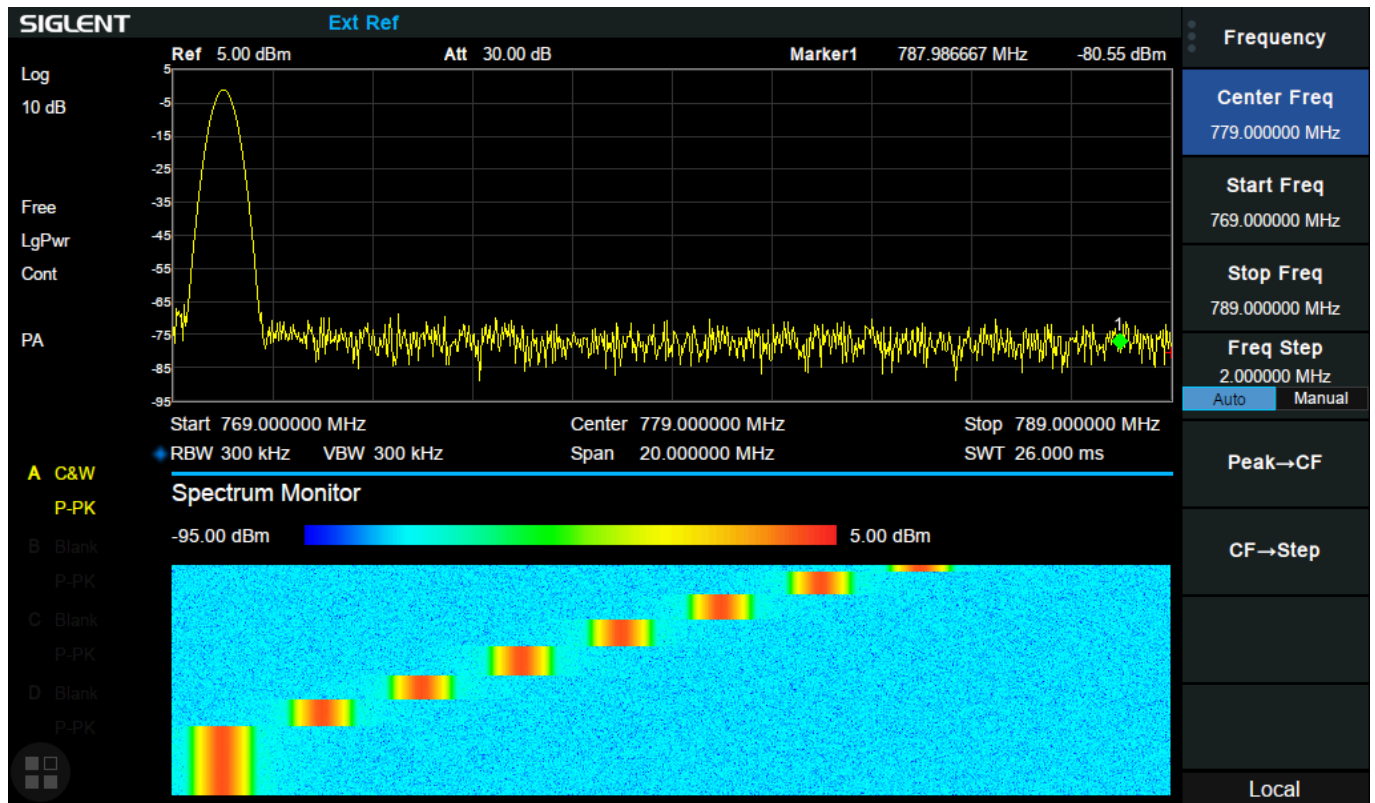 SIGLENT Ext Ref
Ref 5.00 dBm Att 30.00 dB Marker1 787.986667 MHz -80.55 dBm
Log
10 dB
Free
LgPwr
Cont
PA
5
-5
-15
-25
-35
-45
-55
-65
-75
-85
-95
1
Start 769.000000 MHz Center 779.000000 MHz Stop 789.000000 MHz
RBW 300 kHz VBW 300 kHz Span 20.000000 MHz SWT 26.000 ms
A C&W
P-PK
B Blank
P-PK
C Blank
P-PK
D Blank
P-PK
Spectrum Monitor
-95.00 dBm 5.00 dBm
Frequency
Center Freq
779.000000 MHz
Start Freq
769.000000 MHz
Stop Freq
789.000000 MHz
Freq Step
2.000000 MHz
Auto Manual
Peak→CF
CF→Step
Local